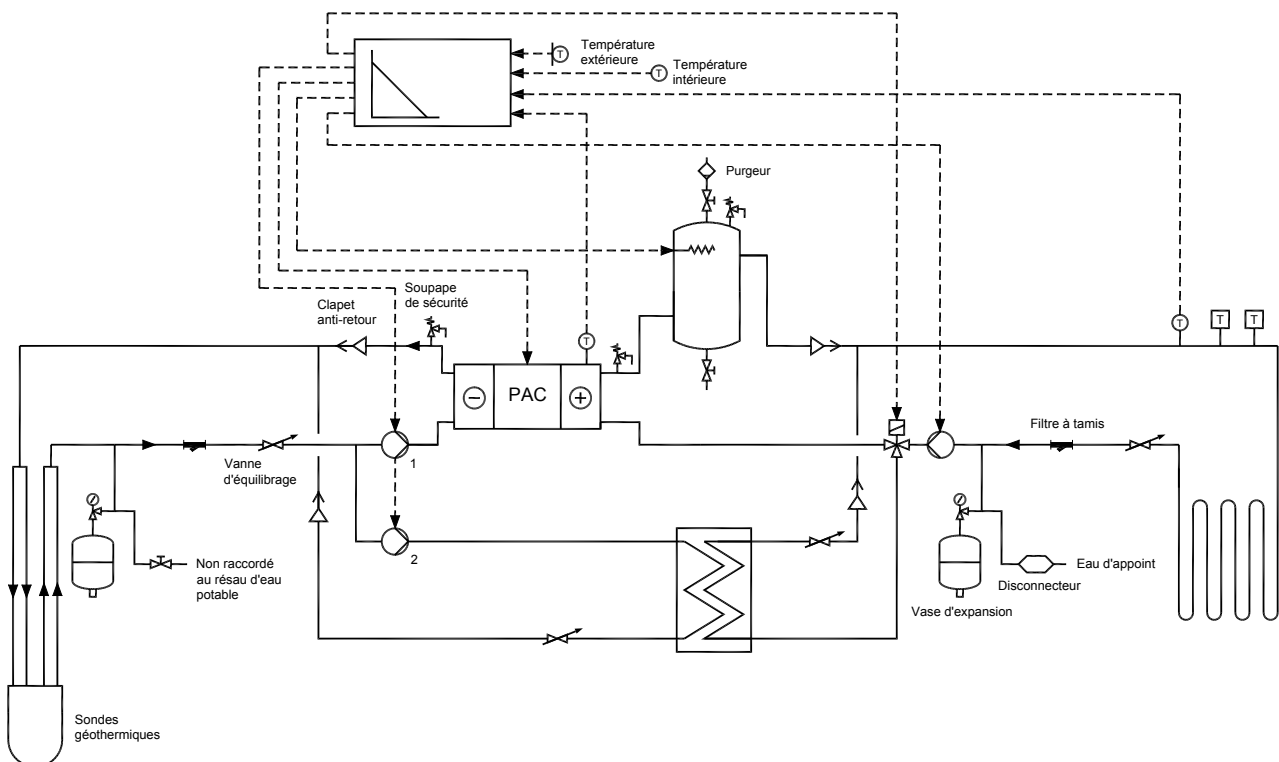 T
Température
extérieure
T
Température
intérieure
Purgeur
Soupape
de sécurité
Clapet
anti-retour
T
T
T
T
PAC
Filtre à tamis
1
Vanne
d'équilibrage
2
Non raccordé
au résau d'eau
potable
Eau d'appoint
Disconnecteur
Vase d'expansion
Sondes
géothermiques